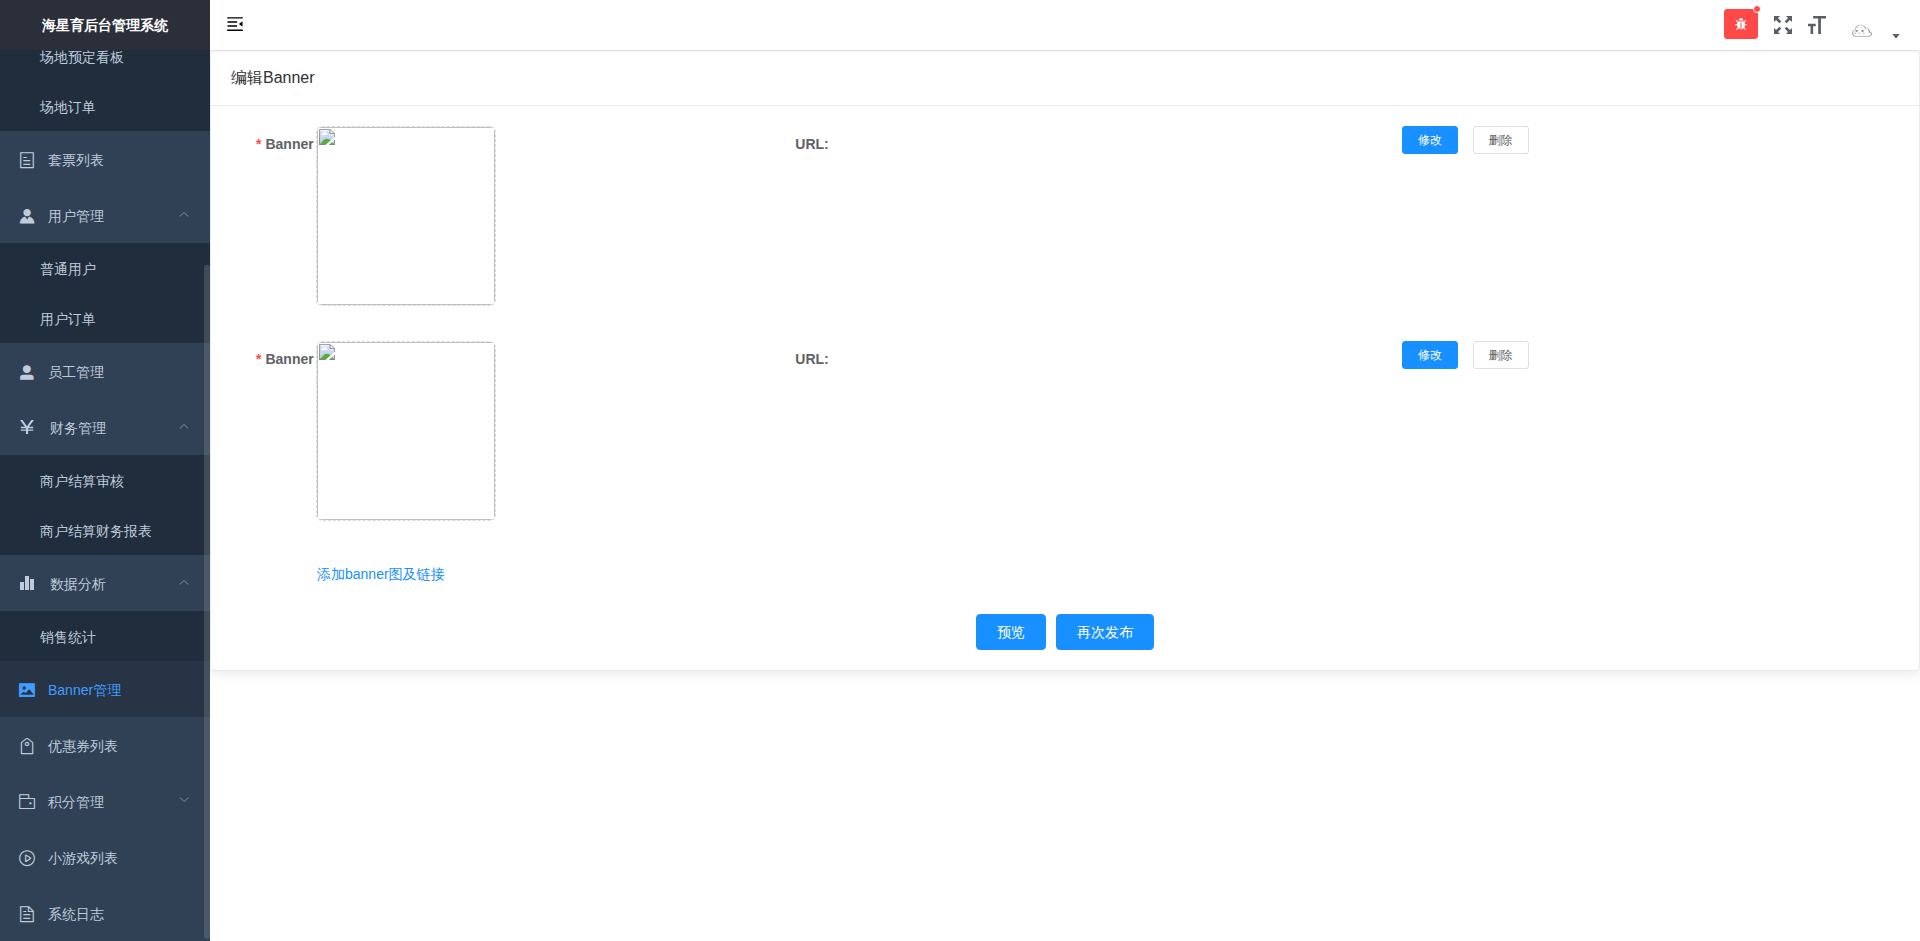 海星育后台管理系统
场地预定看板
场地订单
套票列表
用户管理
普通用户
用户订单
员工管理
财务管理
商户结算审核
商户结算财务报表
数据分析
销售统计
Banner管理
优惠券列表
积分管理
小游戏列表
系统日志
编辑Banner
* Banner
URL:
修改
删除
* Banner
URL:
修改
删除
添加banner图及链接
预览
再次发布